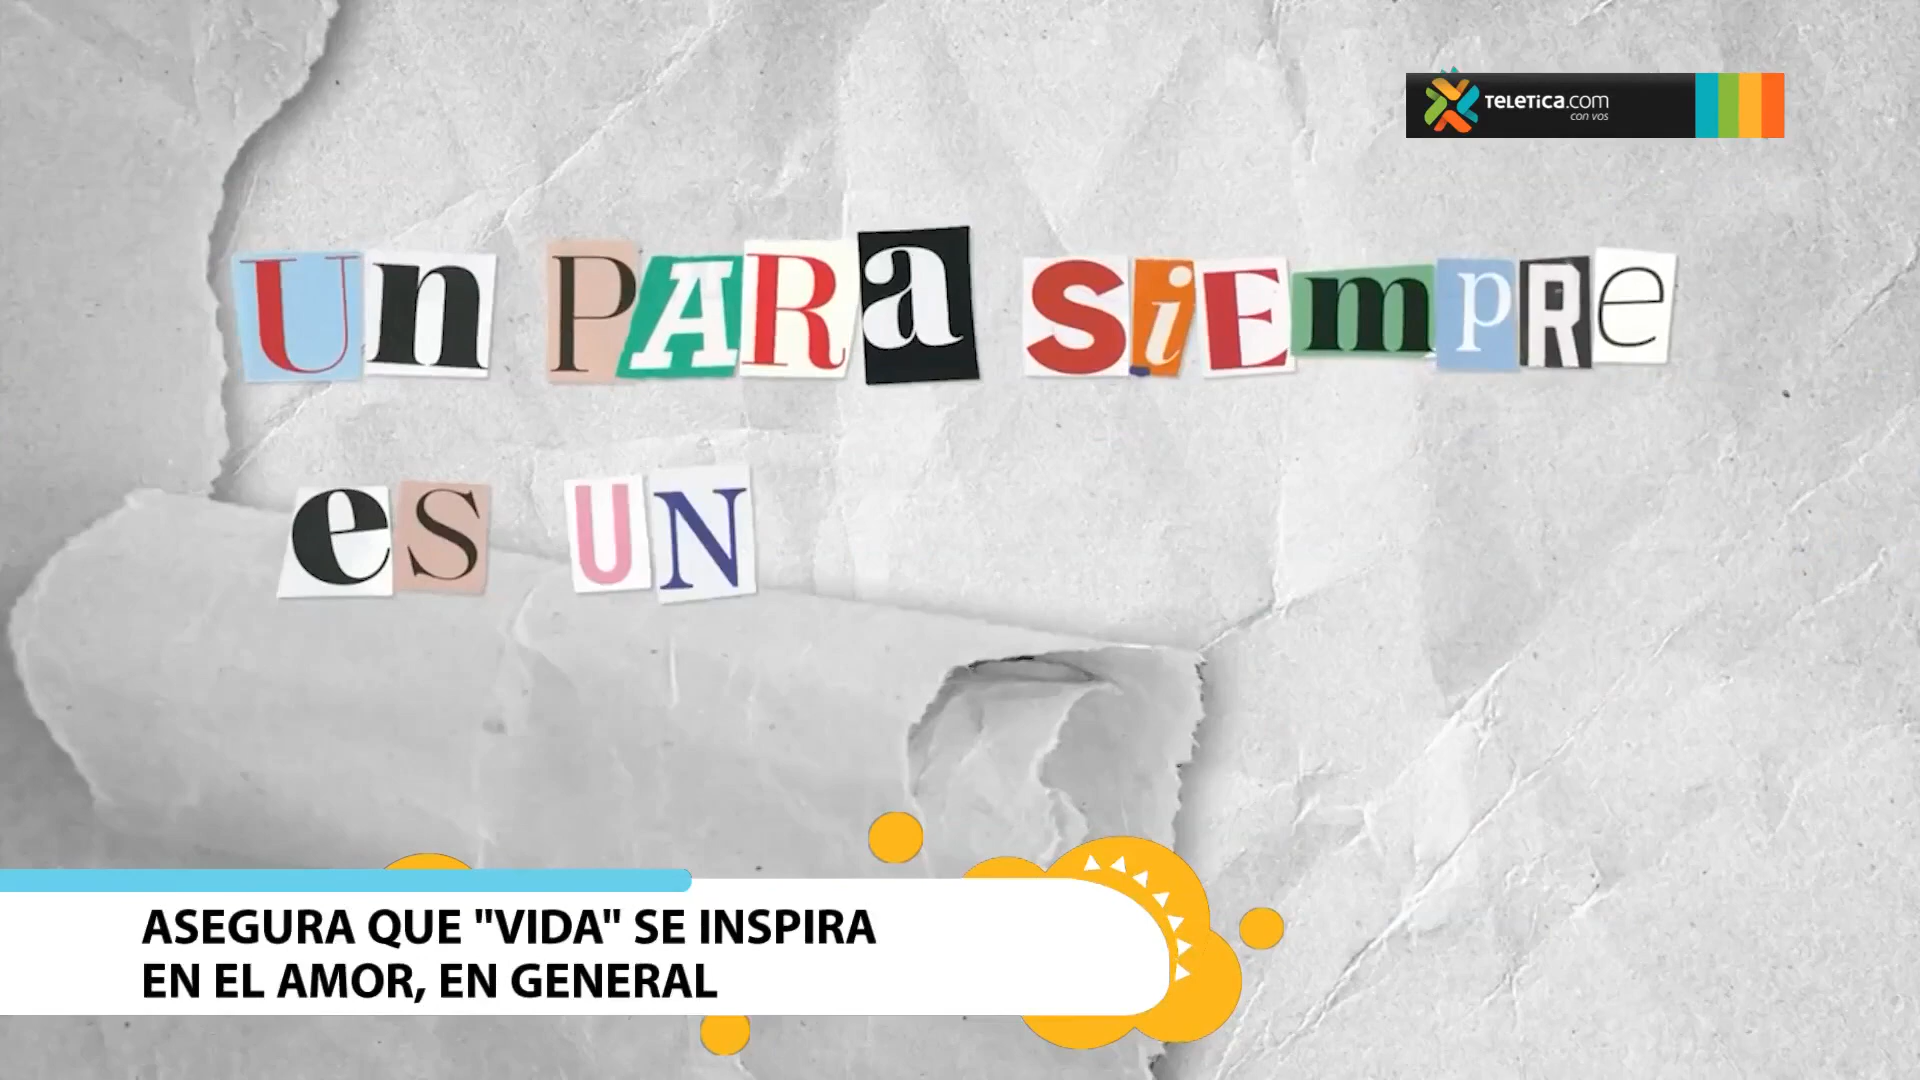 TELETICA.com
con vos
Un PARa SiEmpRe
es UN
ASEGURA QUE "VIDA" SE INSPIRA
EN EL AMOR, EN GENERAL